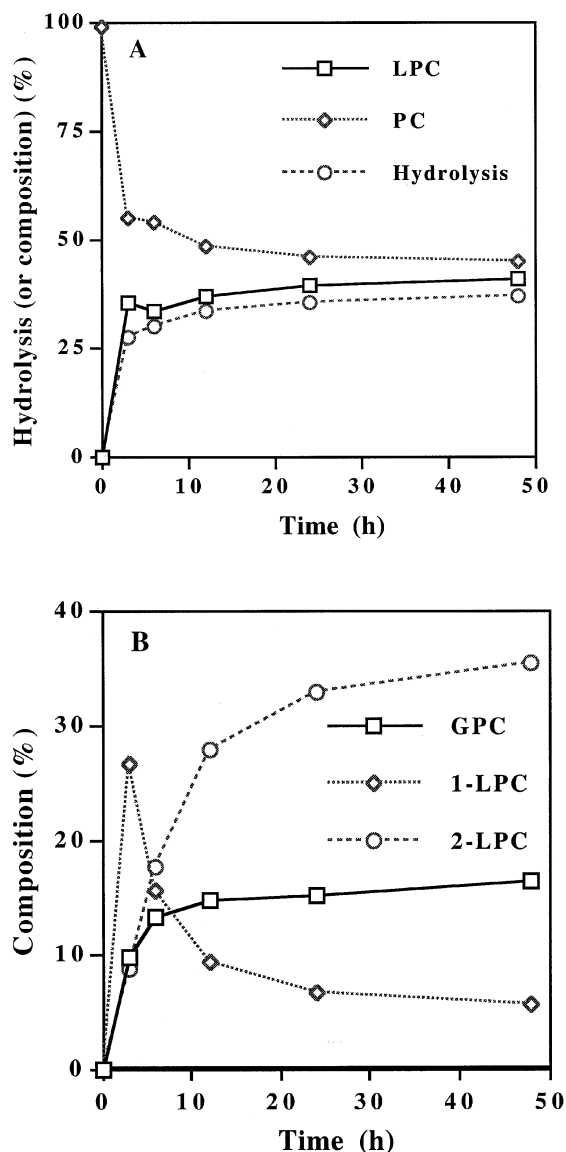 100
A
LPC
75
PC
Hydrolysis
50
25
0
Hydrolysis (or composition) (%)
0 10 20 30 40 50
Time (h)
40
B
30
GPC
1-LPC
20
2-LPC
10
0
Composition (%)
0 10 20 30 40 50
Time (h)